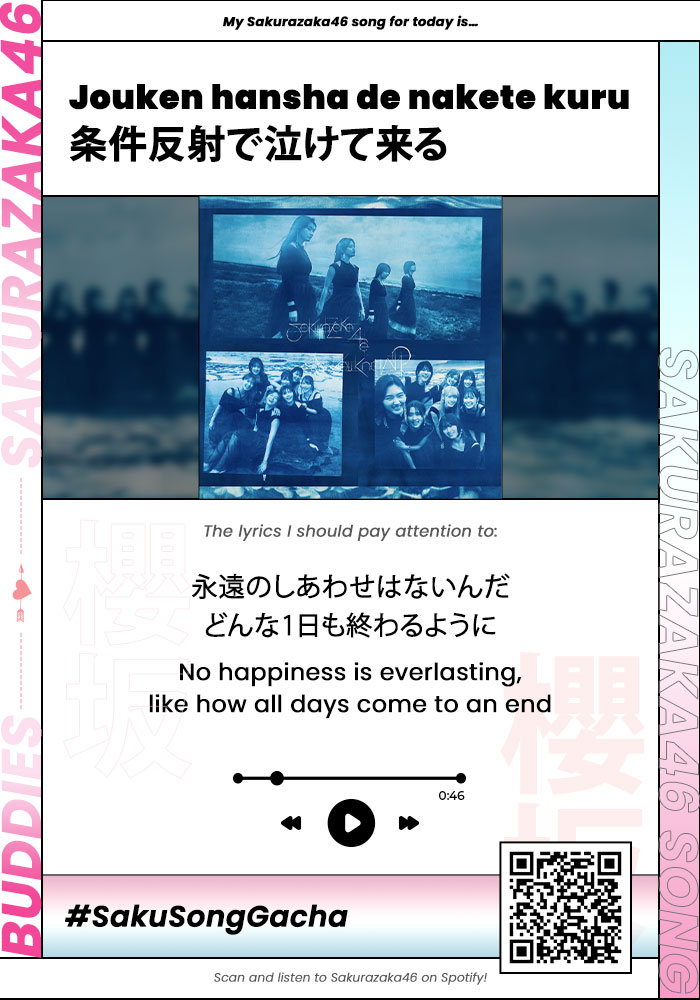 My Sakurazaka46 song for today is...
Jouken hansha de nakete kuru
条件反射で泣けて来る
The lyrics I should pay attention to:
永遠のしあわせはないんだ
どんな1日も終わるように
No happiness is everlasting,
like how all days come to an end
0:46
#SakuSongGacha
Scan and listen to Sakurazaka46 on Spotify!
SAKURAZAKA46
BUDDIES
SAKURAZAKA46 SONG
櫻坂
櫻坂